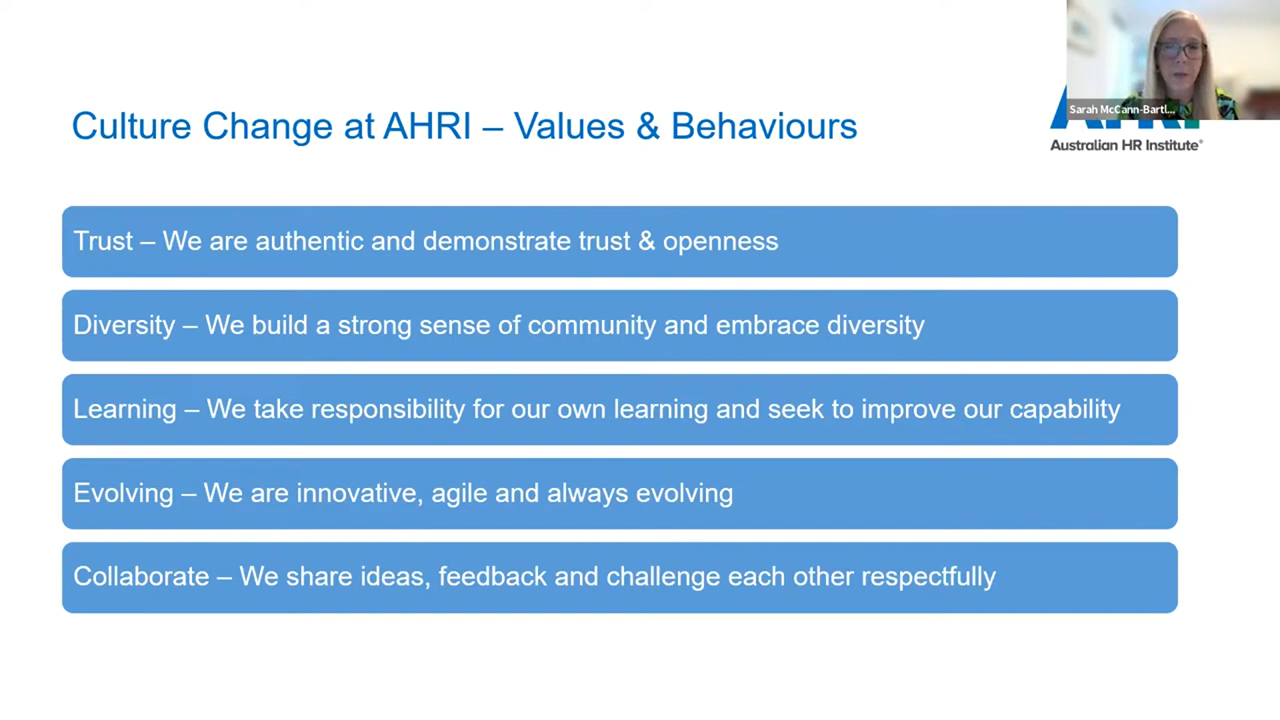 Sarah McCann-Bartl...
Culture Change at AHRI – Values & Behaviours
AHRI
Australian HR Institute®
Trust – We are authentic and demonstrate trust & openness
Diversity – We build a strong sense of community and embrace diversity
Learning – We take responsibility for our own learning and seek to improve our capability
Evolving – We are innovative, agile and always evolving
Collaborate – We share ideas, feedback and challenge each other respectfully